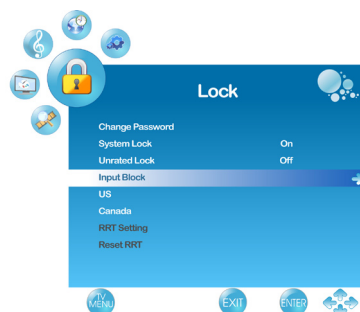 Lock
Change Password
System Lock On
Unrated Lock Off
Input Block
US
Canada
RRT Setting
Reset RRT
TV
MENU
EXIT
ENTER